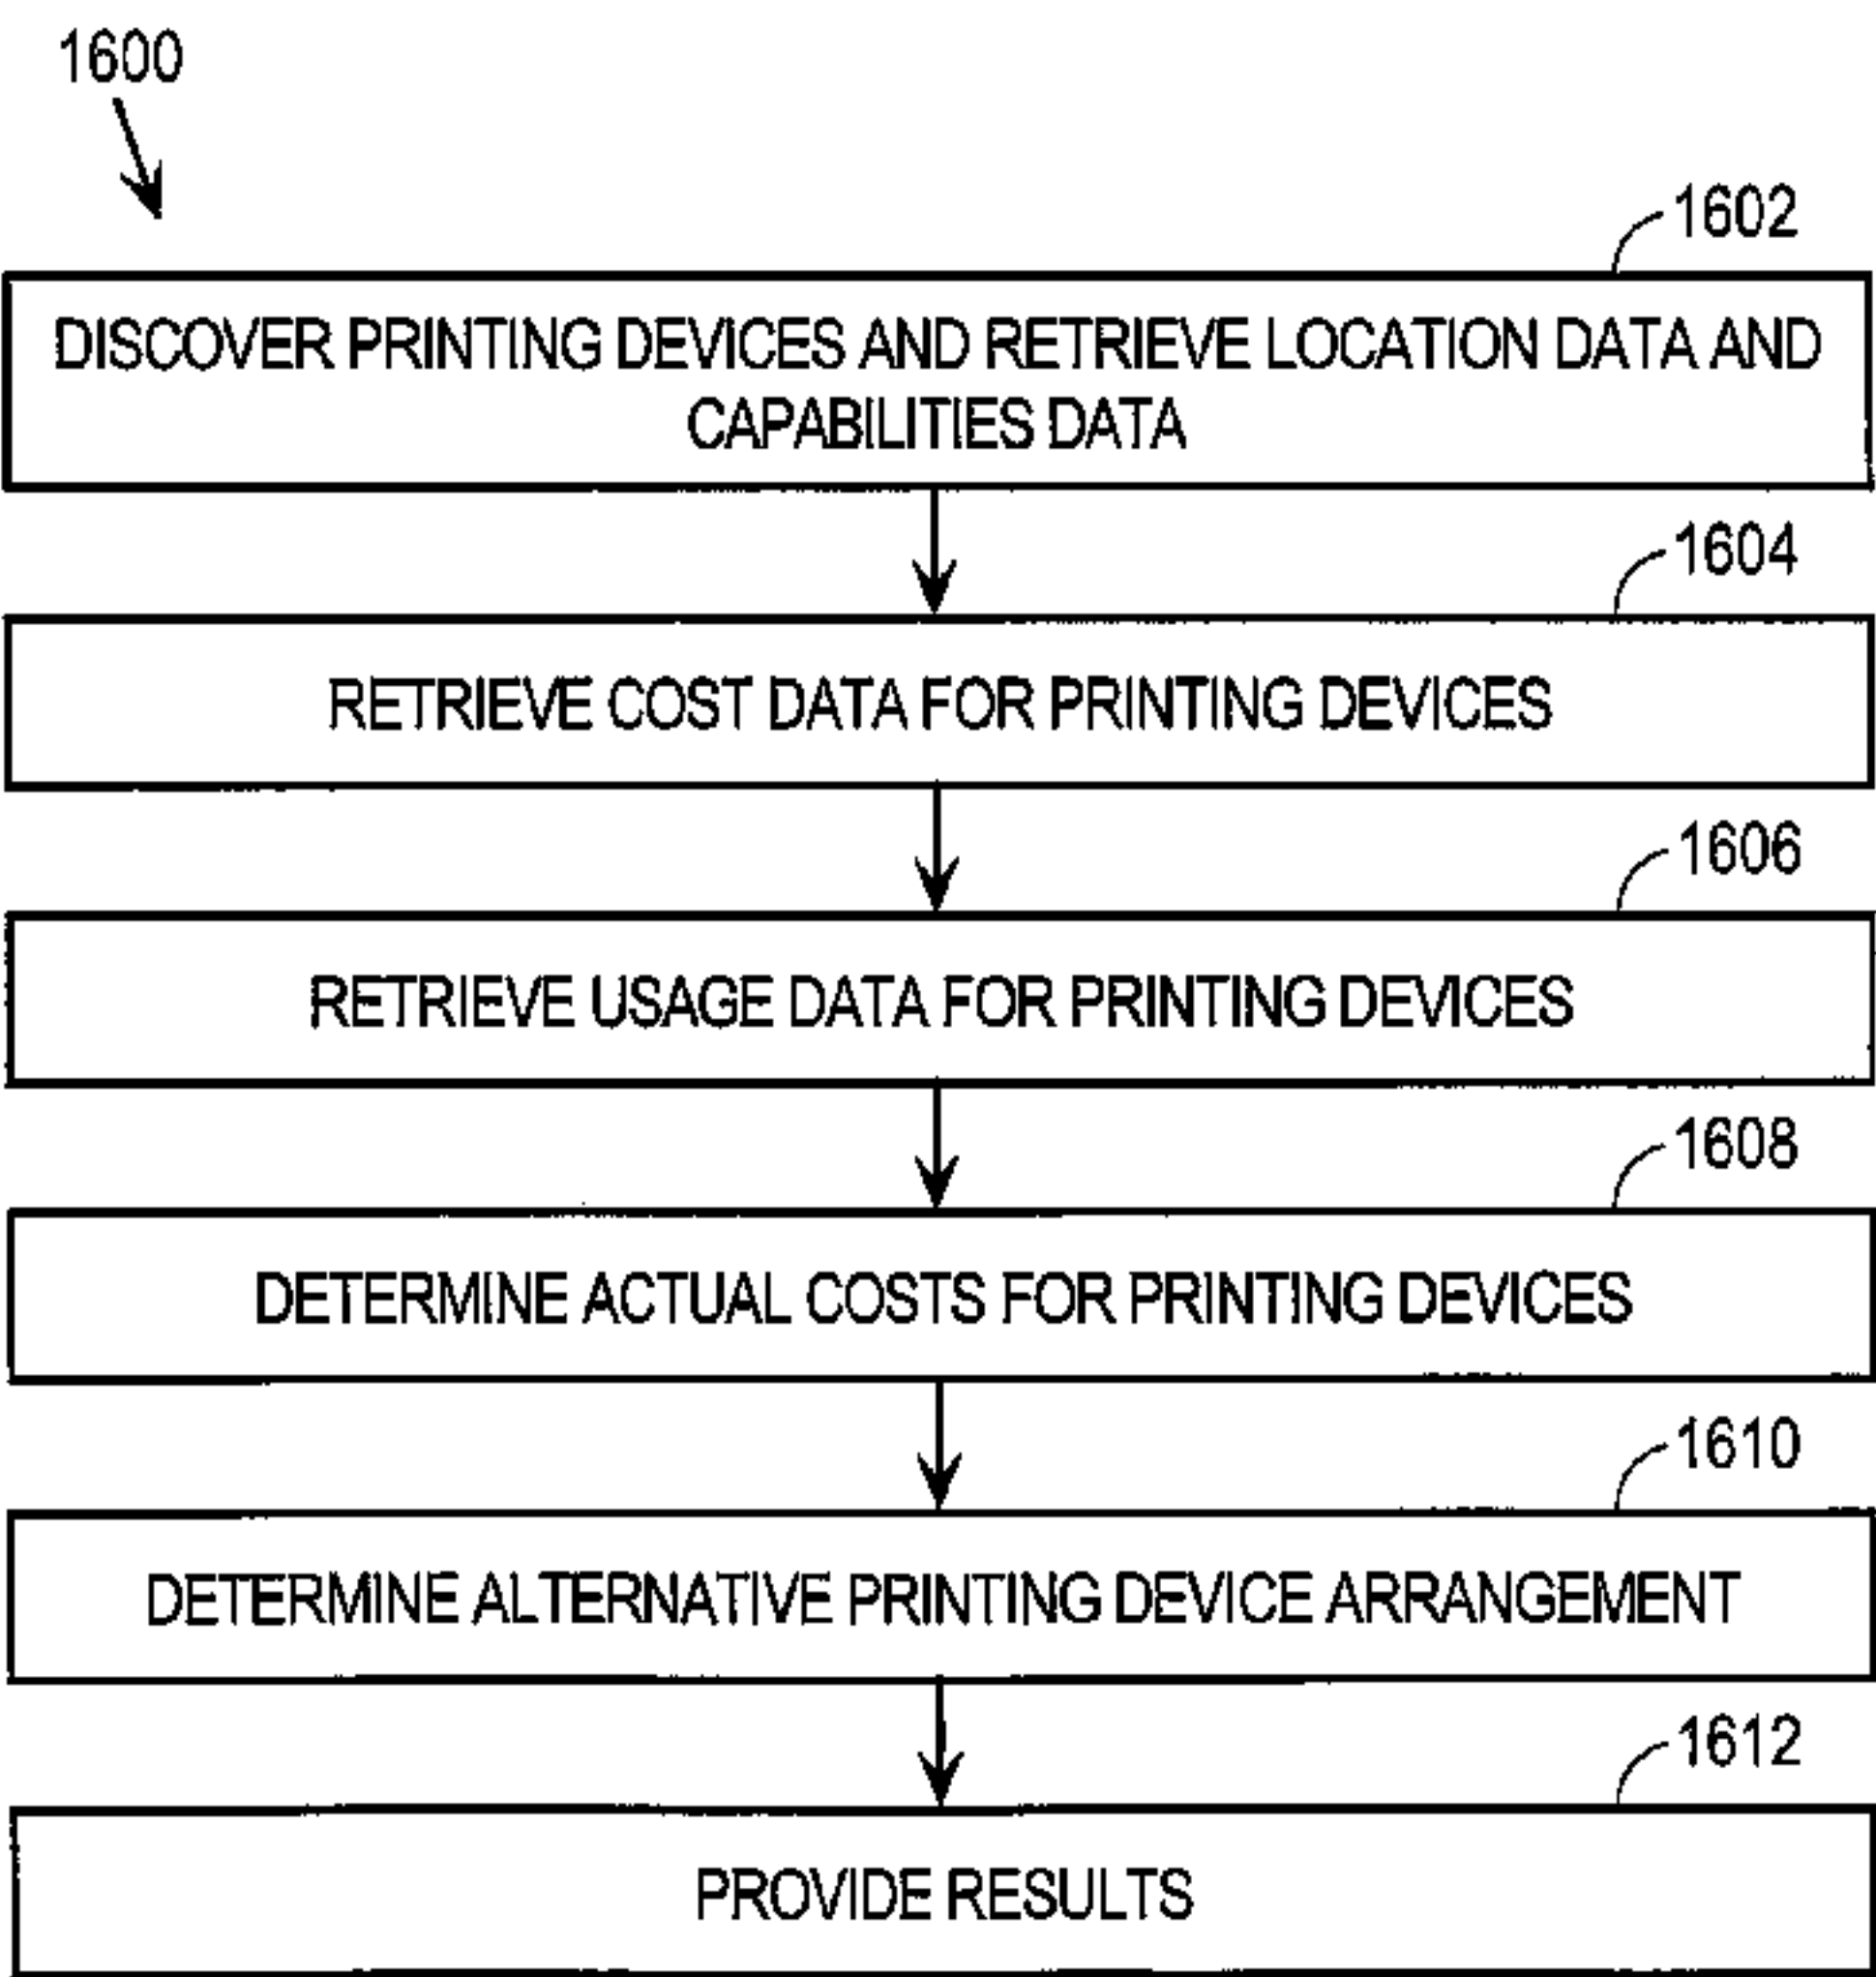 1600
1602
DISCOVER PRINTING DEVICES AND RETRIEVE LOCATION DATA AND
CAPABILITIES DATA
1604
RETRIEVE COST DATA FOR PRINTING DEVICES
1606
RETRIEVE USAGE DATA FOR PRINTING DEVICES
1608
DETERMINE ACTUAL COSTS FOR PRINTING DEVICES
1610
DETERMINE ALTERNATIVE PRINTING DEVICE ARRANGEMENT
1612
PROVIDE RESULTS